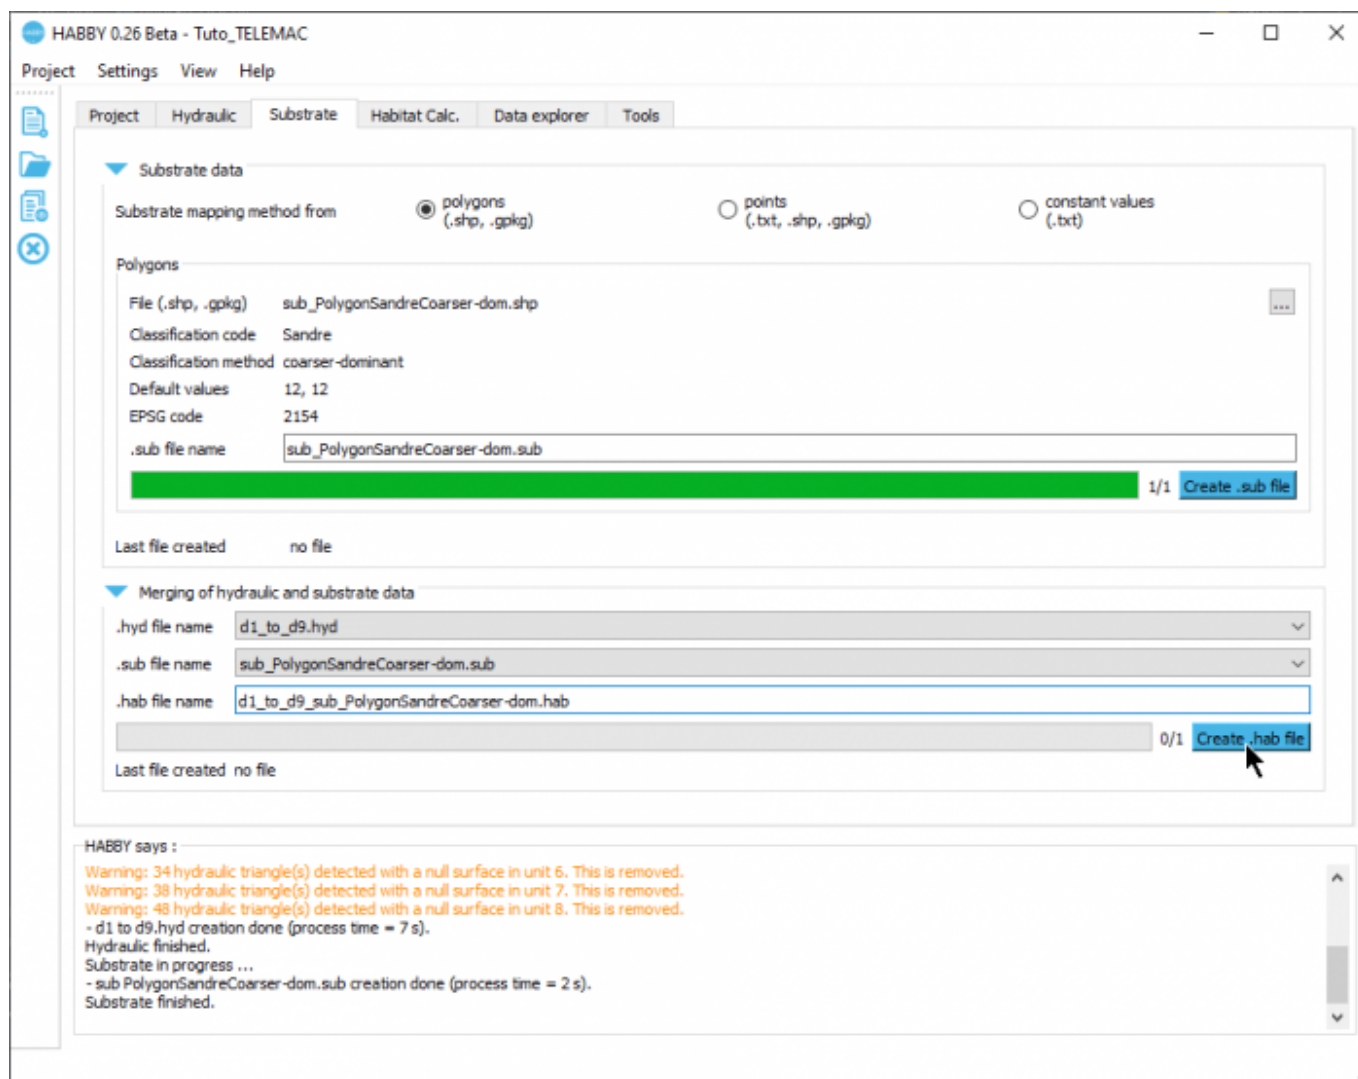 HABBY 0.26 Beta - Tuto_TELEMAC
Project Settings View Help
Project Hydraulic Substrate Habitat Calc. Data explorer Tools
Substrate data
Substrate mapping method from
polygons
(.shp, .gpkg)
points
(.txt, .shp, .gpkg)
constant values
(.txt)
Polygons
File (.shp, .gpkg) sub_PolygonSandreCoarser-dom.shp ...
Classification code Sandre
Classification method coarser-dominant
Default values 12, 12
EPSG code 2154
.sub file name sub_PolygonSandreCoarser-dom.sub
1/1 Create .sub file
Last file created no file
Merging of hydraulic and substrate data
.hyd file name d1_to_d9.hyd
.sub file name sub_PolygonSandreCoarser-dom.sub
.hab file name d1_to_d9_sub_PolygonSandreCoarser-dom.hab
0/1 Create .hab file
Last file created no file
HABBY says :
Warning: 34 hydraulic triangle(s) detected with a null surface in unit 6. This is removed.
Warning: 38 hydraulic triangle(s) detected with a null surface in unit 7. This is removed.
Warning: 48 hydraulic triangle(s) detected with a null surface in unit 8. This is removed.
- d1 to d9.hyd creation done (process time = 7 s).
Hydraulic finished.
Substrate in progress ...
- sub PolygonSandreCoarser-dom.sub creation done (process time = 2 s).
Substrate finished.